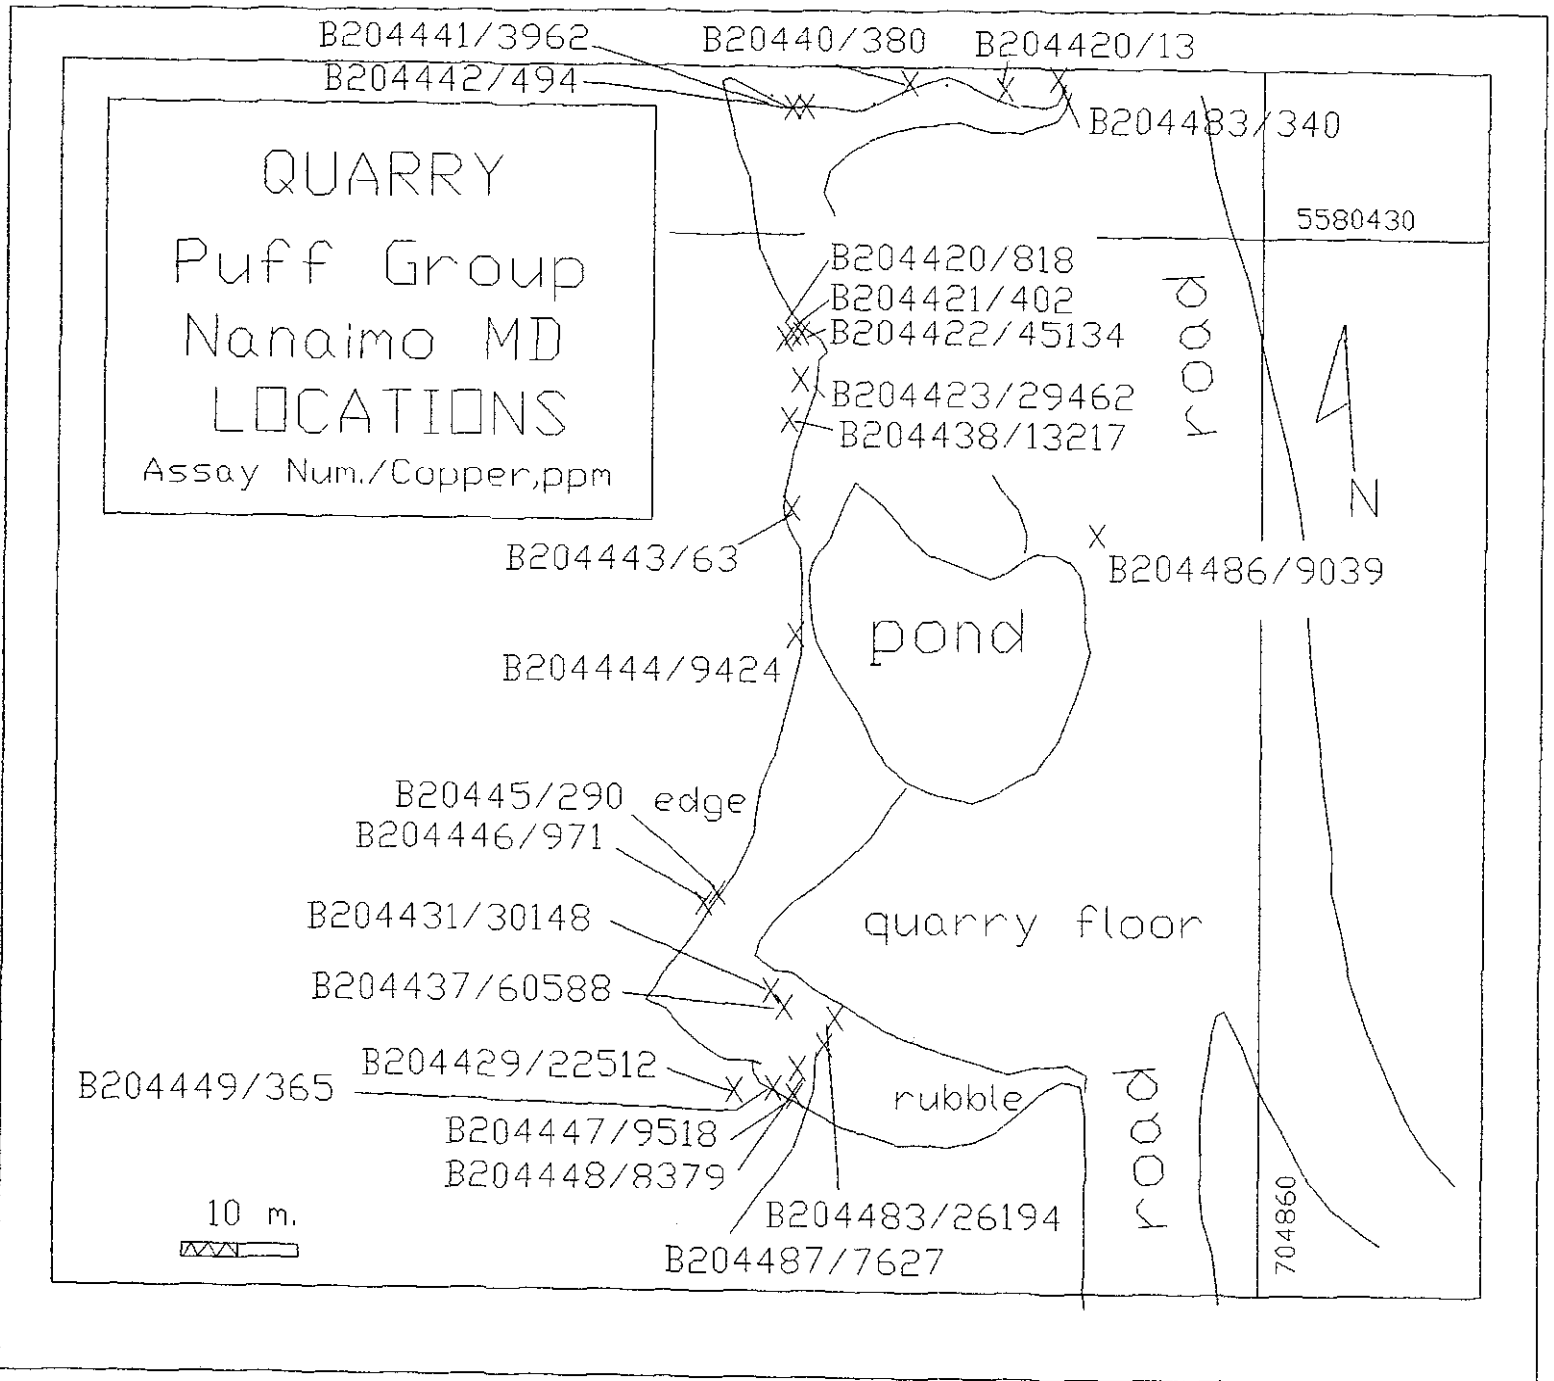 B204441/3962
B20440/380
B204420/13
B204442/494
B204483/340
QUARRY
Puff Group
Nanaimo MD
LOCATIONS
Assay Num./Copper,ppm
5580430
B204420/818
B204421/402
B204422/45134
B204423/29462
B204438/13217
road
N
B204443/63
B204486/9039
pond
B204444/9424
B20445/290
edge
B204446/971
B204431/30148
quarry floor
B204437/60588
B204429/22512
B204449/365
rubble
road
B204447/9518
B204448/8379
B204483/26194
B204487/7627
10 m.
704860